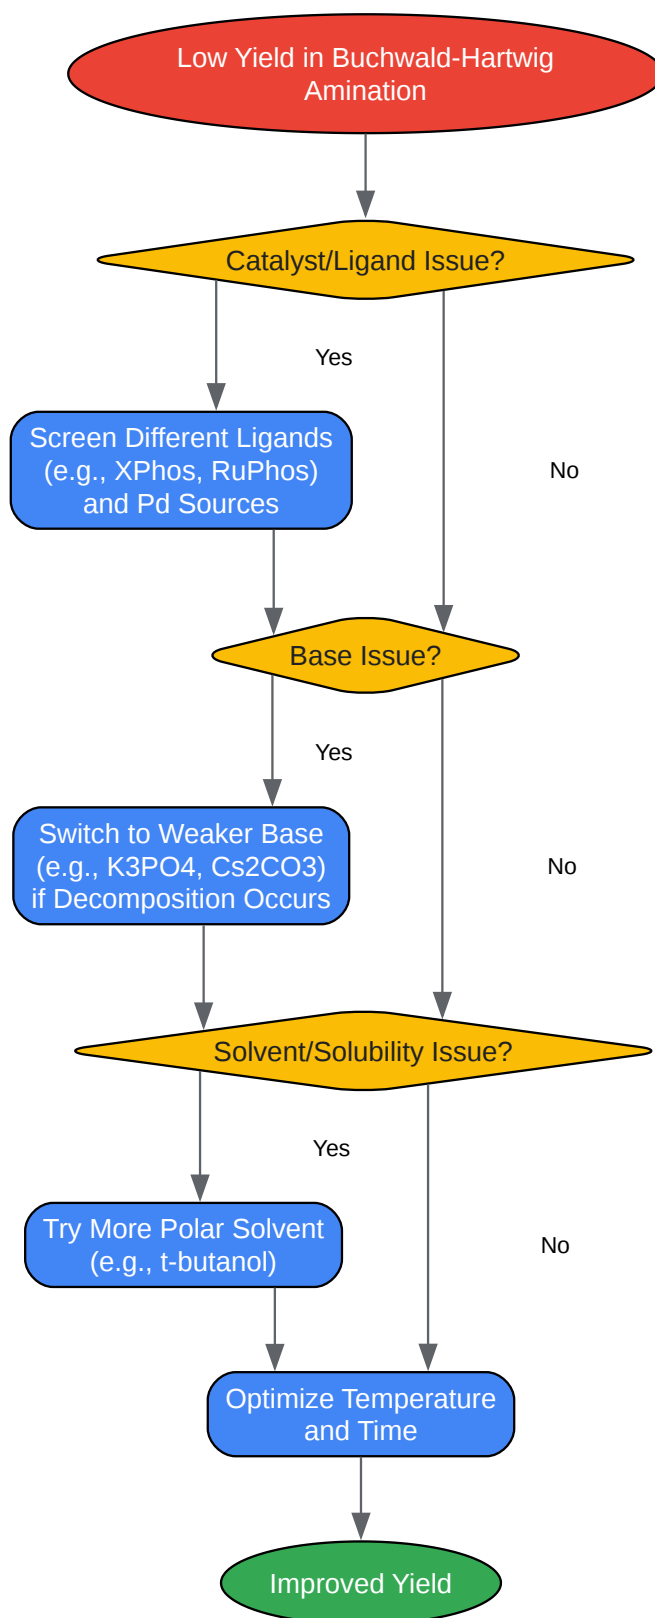 Low Yield in Buchwald-Hartwig
Amination
Catalyst/Ligand Issue?
Yes
Screen Different Ligands
(e.g., XPhos, RuPhos)
and Pd Sources
No
Base Issue?
Yes
Switch to Weaker Base
(e.g., K3PO4, Cs2CO3)
if Decomposition Occurs
No
Solvent/Solubility Issue?
Yes
Try More Polar Solvent
(e.g., t-butanol)
No
Optimize Temperature
and Time
Improved Yield